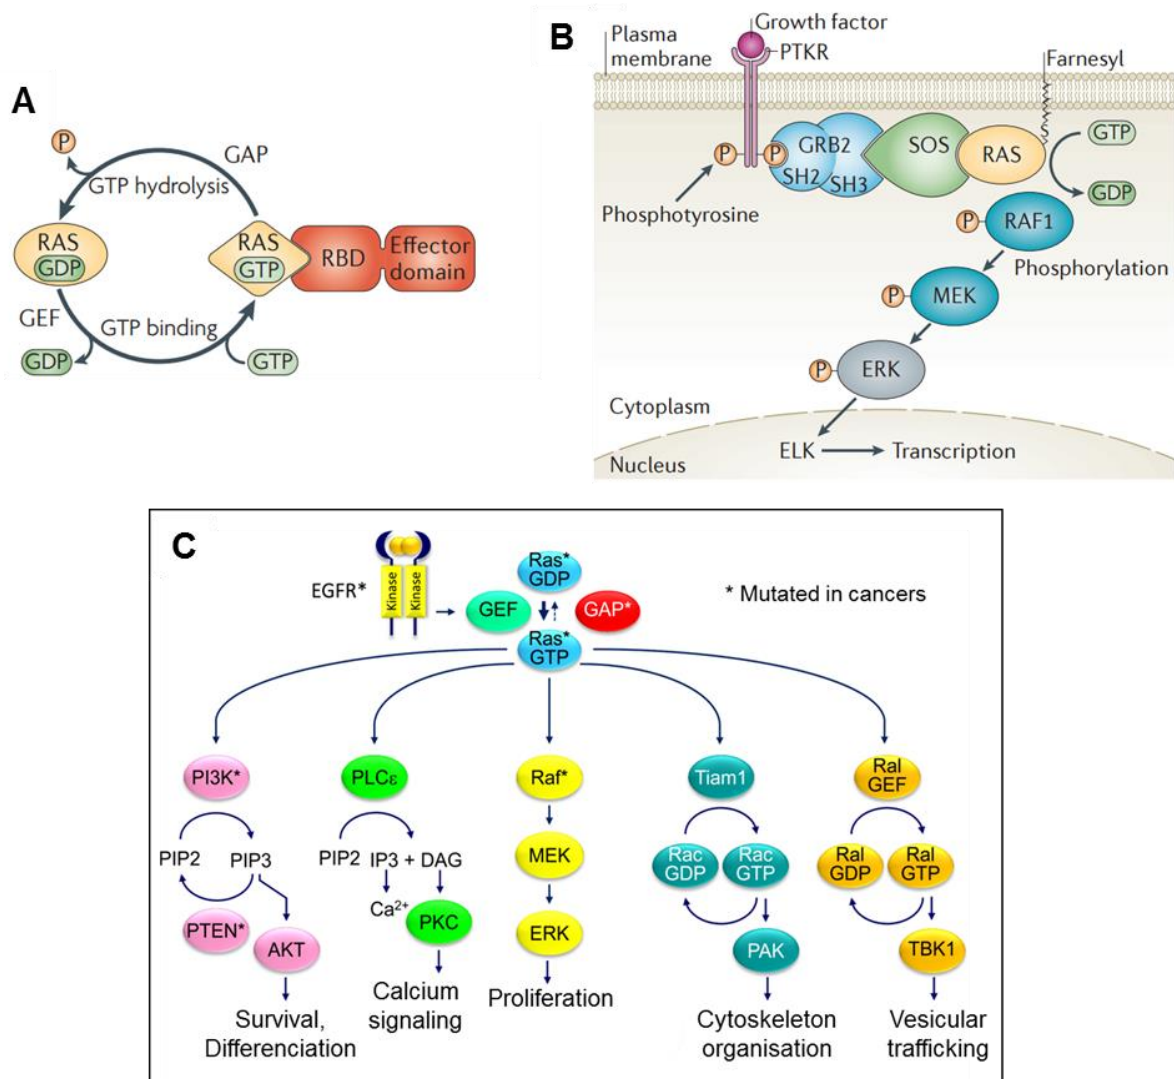 A
P
GAP
GTP hydrolysis
RAS
GDP
RAS
GTP
RBD
Effector
domain
GEF
GTP binding
GDP
GTP
B
Plasma
membrane
Growth factor
PTKR
Farnesyl
S
P
P
GRB2
SH2
SH3
SOS
RAS
GTP
GDP
Phosphotyrosine
P
RAF1
Phosphorylation
P
MEK
P
ERK
Cytoplasm
ELK
Transcription
Nucleus
C
EGFR*
Kinase
Kinase
GEF
Ras*
GDP
GAP*
Ras*
GTP
* Mutated in cancers
PI3K*
PIP2
PIP3
PTEN*
AKT
Survival,
Differenciation
PLCε
PIP2
IP3 + DAG
Ca²⁺
PKC
Calcium
signaling
Raf*
MEK
ERK
Proliferation
Tiam1
Rac
GDP
Rac
GTP
PAK
Cytoskeleton
organisation
Ral
GEF
Ral
GDP
Ral
GTP
TBK1
Vesicular
trafficking